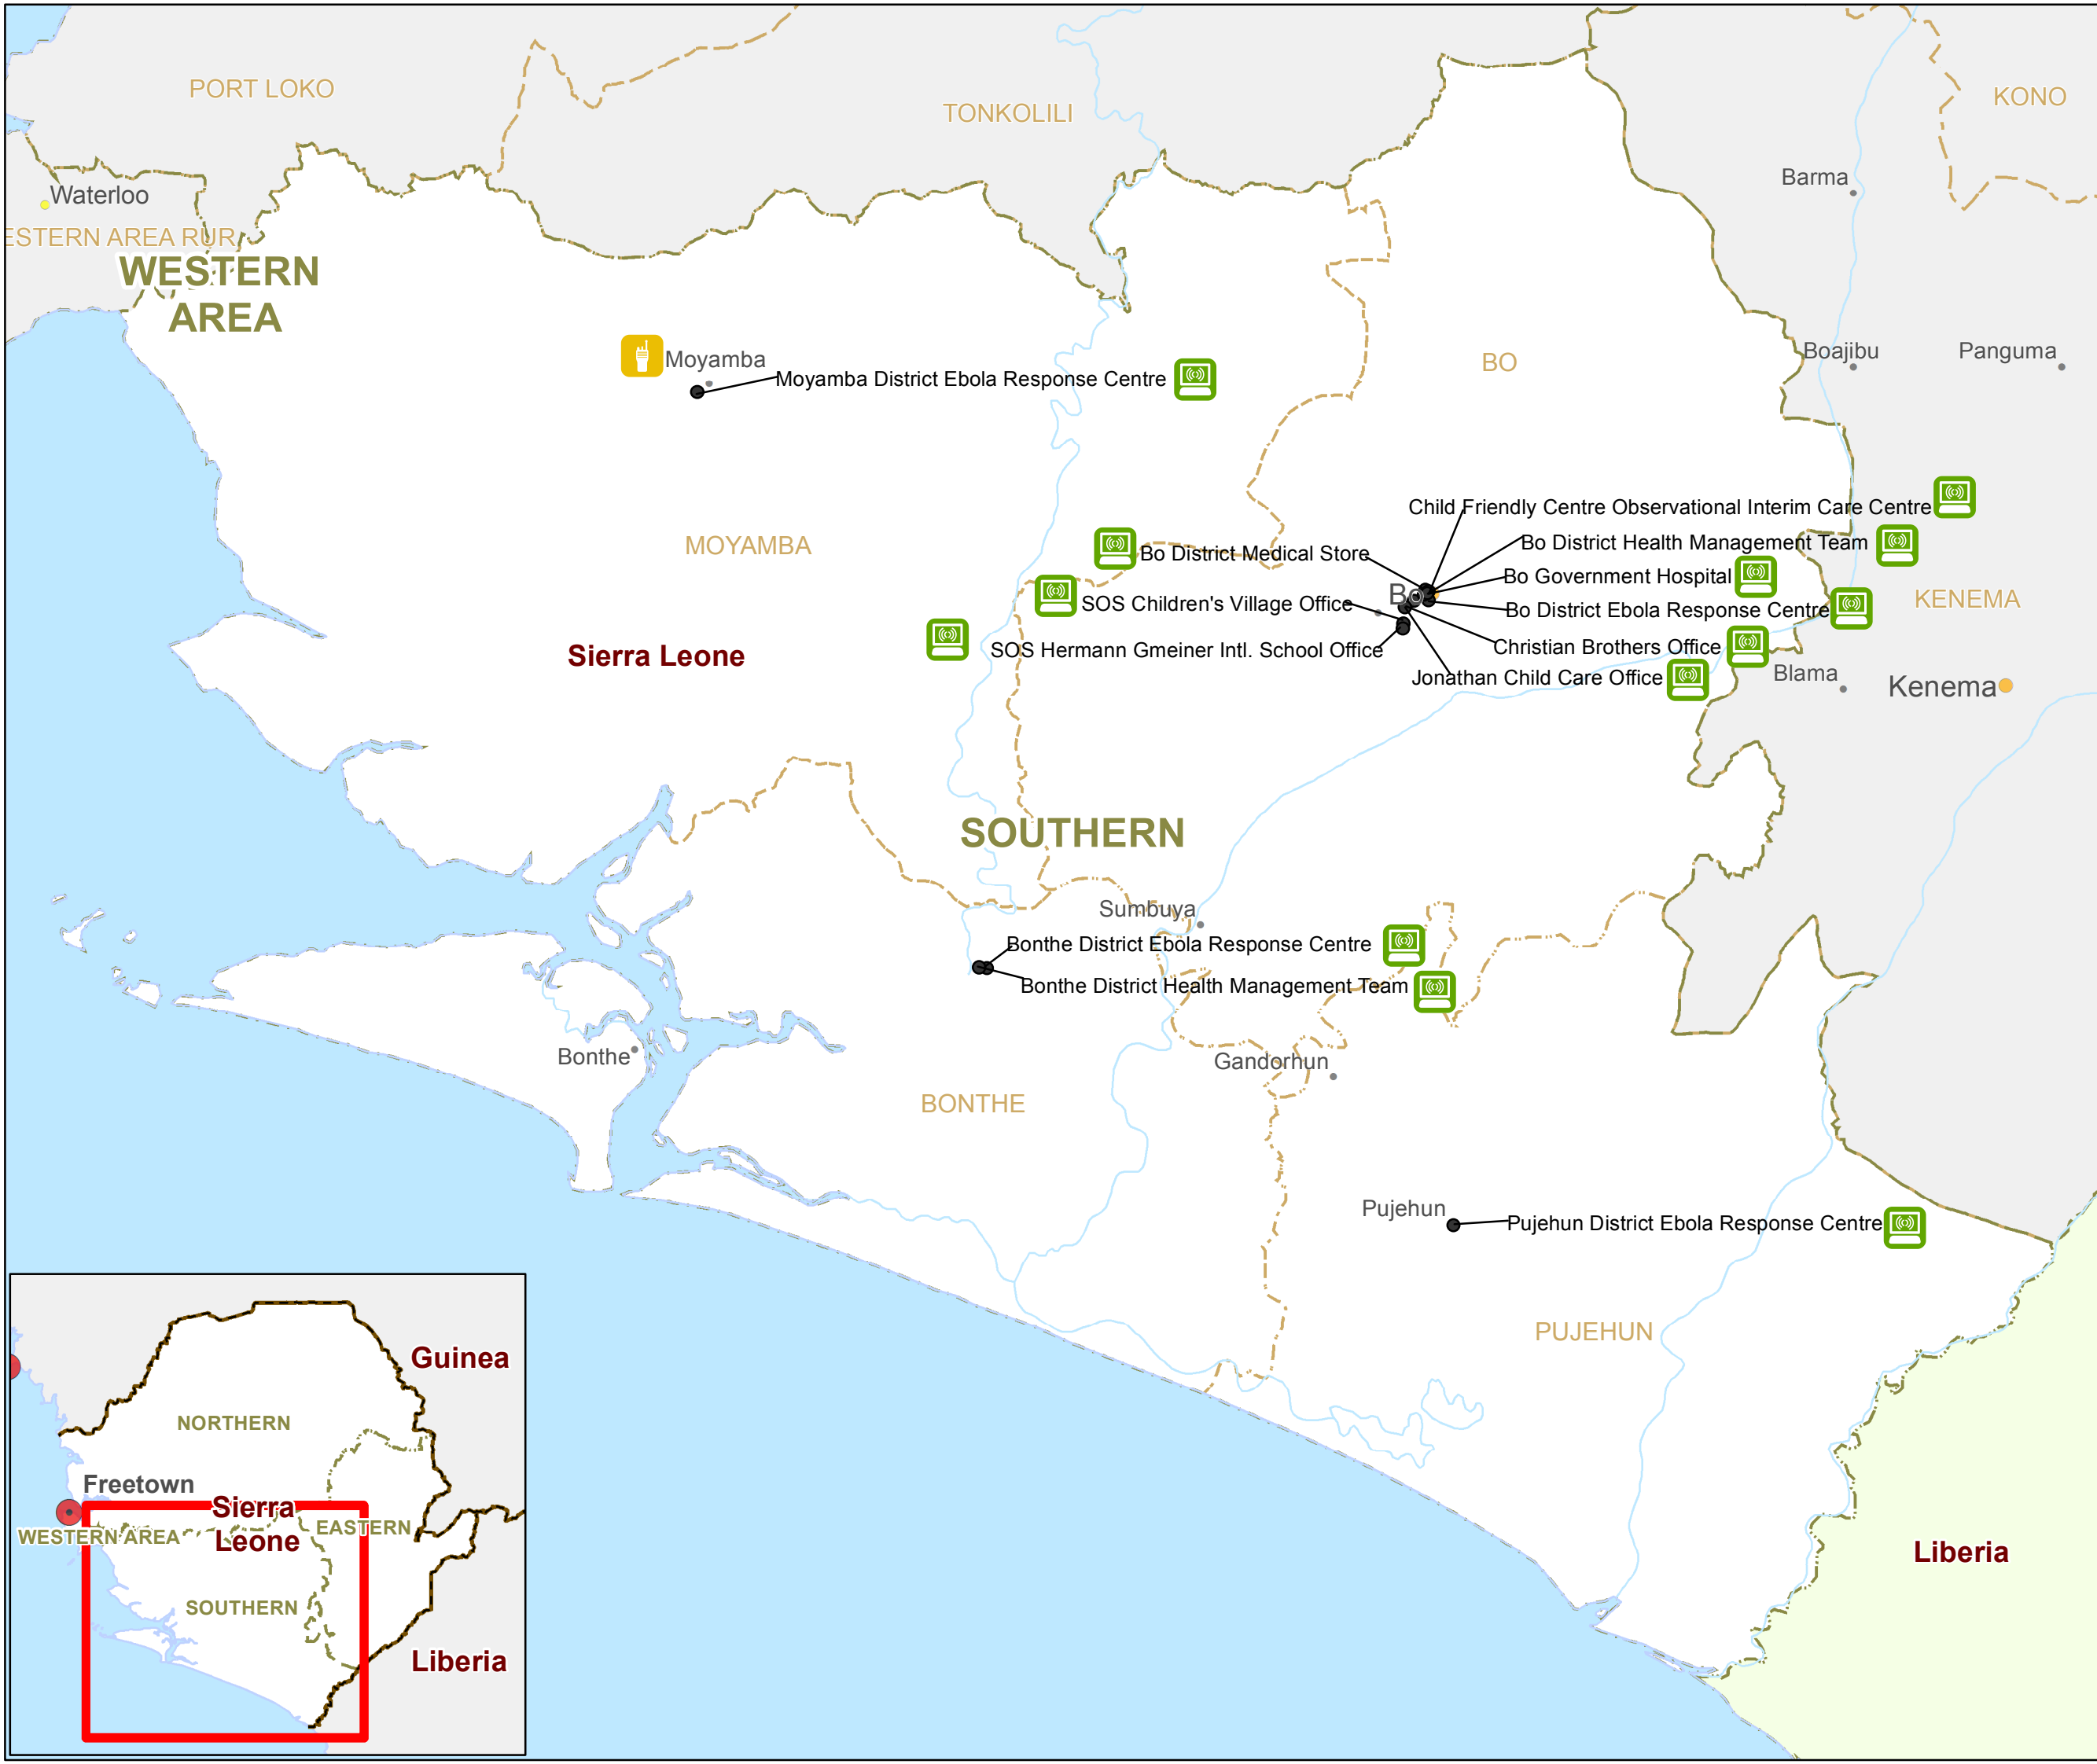 PORT LOKO
TONKOLILI
KONO
Waterloo
Barma
ESTERN AREA RUR
WESTERN
AREA
Moyamba
Moyamba District Ebola Response Centre
BO
Boajibu
Panguma
Child Friendly Centre Observational Interim Care Centre
MOYAMBA
Bo District Medical Store
Bo District Health Management Team
Bo Government Hospital
Bo
SOS Children's Village Office
Bo District Ebola Response Centre
KENEMA
Sierra Leone
SOS Hermann Gmeiner Intl. School Office
Christian Brothers Office
Jonathan Child Care Office
Blama
Kenema
SOUTHERN
Sumbuya
Bonthe District Ebola Response Centre
Bonthe District Health Management Team
Bonthe
Gandorhun
BONTHE
Pujehun
Pujehun District Ebola Response Centre
PUJEHUN
Liberia
Guinea
NORTHERN
Freetown
Sierra
Leone
WESTERN AREA
EASTERN
SOUTHERN
Liberia